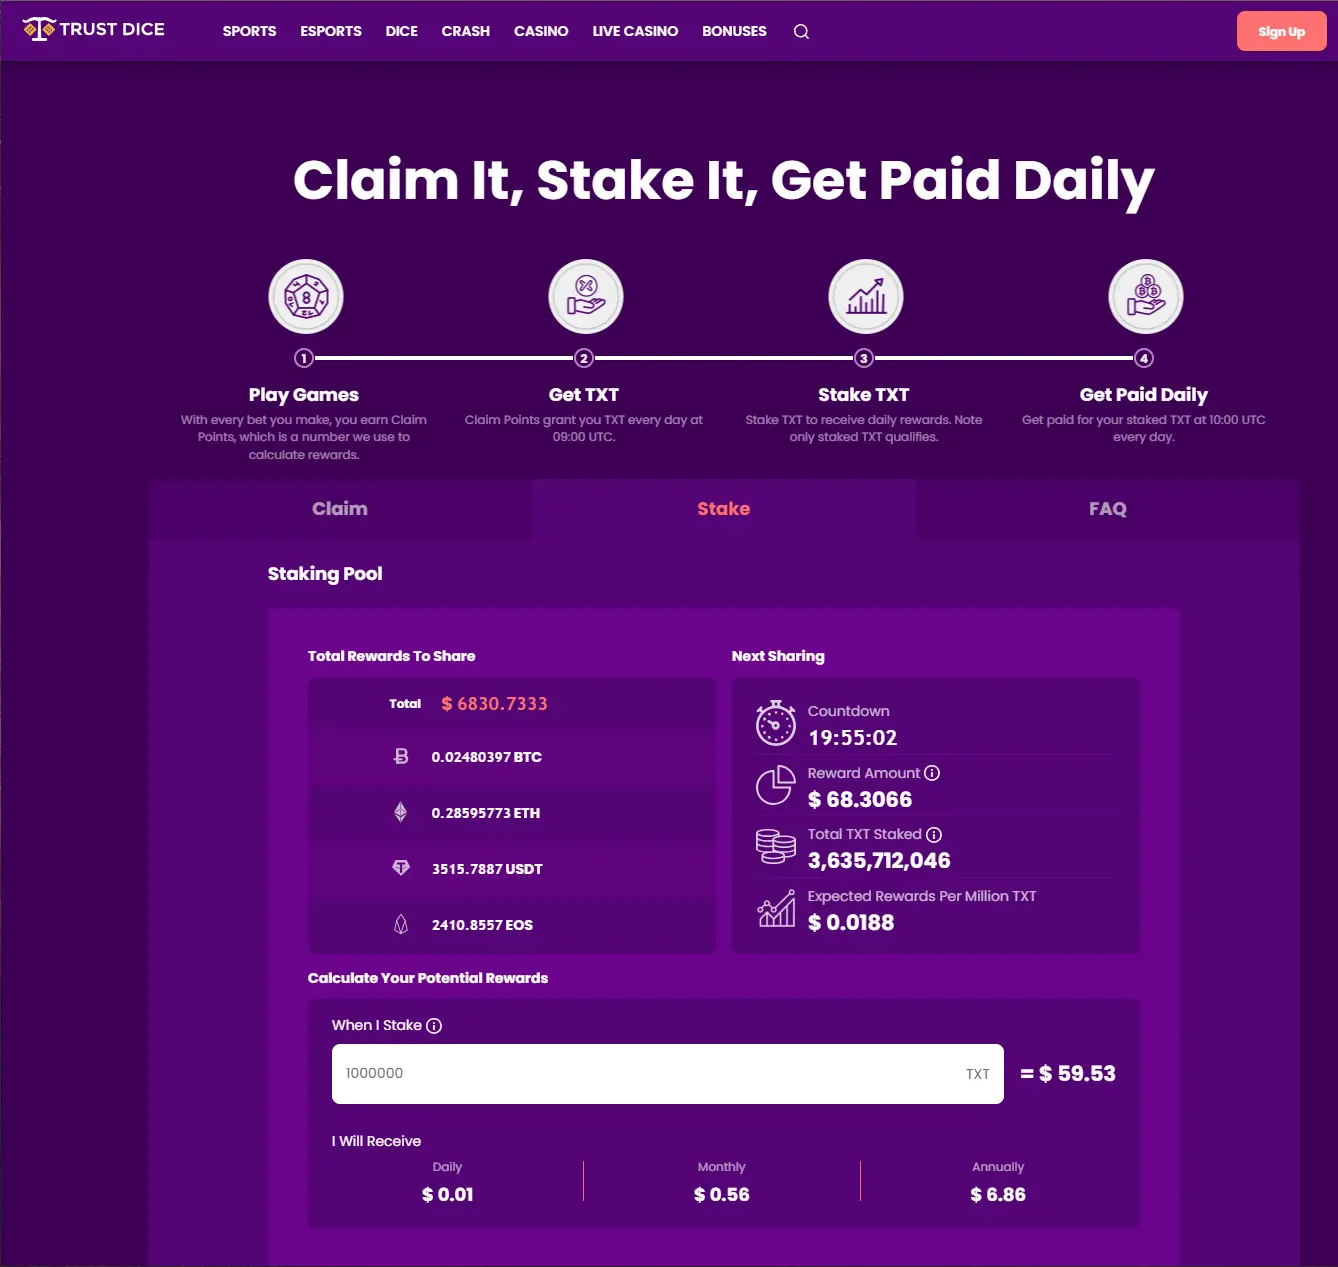 TRUST DICE
SPORTS ESPORTS DICE CRASH CASINO LIVE CASINO BONUSES
Sign Up
Claim It, Stake It, Get Paid Daily
8
1
2
3
4
Play Games
With every bet you make, you earn Claim
Points, which is a number we use to
calculate rewards.
Get TXT
Claim Points grant you TXT every day at
09:00 UTC.
Stake TXT
Stake TXT to receive daily rewards. Note
only staked TXT qualifies.
Get Paid Daily
Get paid for your staked TXT at 10:00 UTC
every day.
Claim
Stake
FAQ
Staking Pool
Total Rewards To Share
Total $ 6830.7333
0.02480397 BTC
0.28595773 ETH
3515.7887 USDT
2410.8557 EOS
Next Sharing
Countdown
19:55:02
Reward Amount
$ 68.3066
Total TXT Staked
3,635,712,046
Expected Rewards Per Million TXT
$ 0.0188
Calculate Your Potential Rewards
When I Stake
1000000 TXT = $ 59.53
I Will Receive
Daily
$ 0.01
Monthly
$ 0.56
Annually
$ 6.86